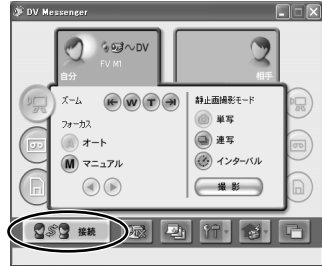 DV Messenger
～DV
FV M1
自分
相手
ズーム
W T
静止画撮影モード
単写
フォーカス
連写
オート
M マニュアル
インターバル
撮 影
接続